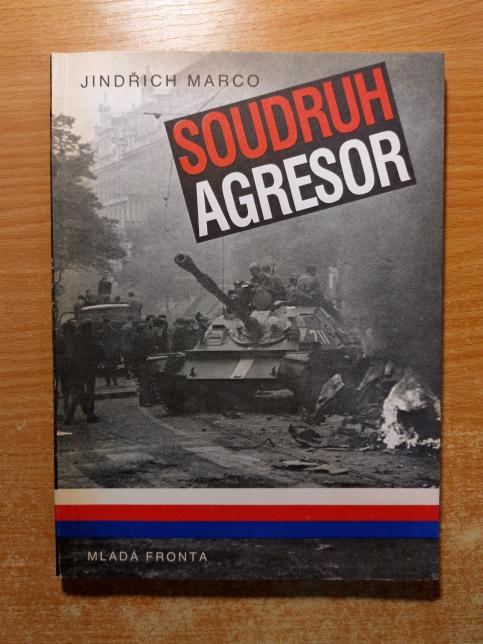 JINDŘICH MARCO
SOUDRUH
AGRESOR
MLADÁ FRONTA